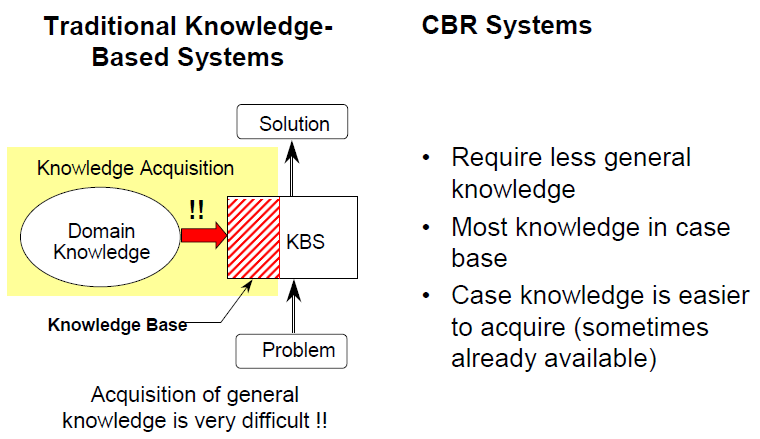 Traditional Knowledge-
Based Systems
Solution
Knowledge Acquisition
!!
Domain
Knowledge
KBS
Knowledge Base
Problem
Acquisition of general
knowledge is very difficult !!
CBR Systems
• Require less general
knowledge
• Most knowledge in case
base
• Case knowledge is easier
to acquire (sometimes
already available)